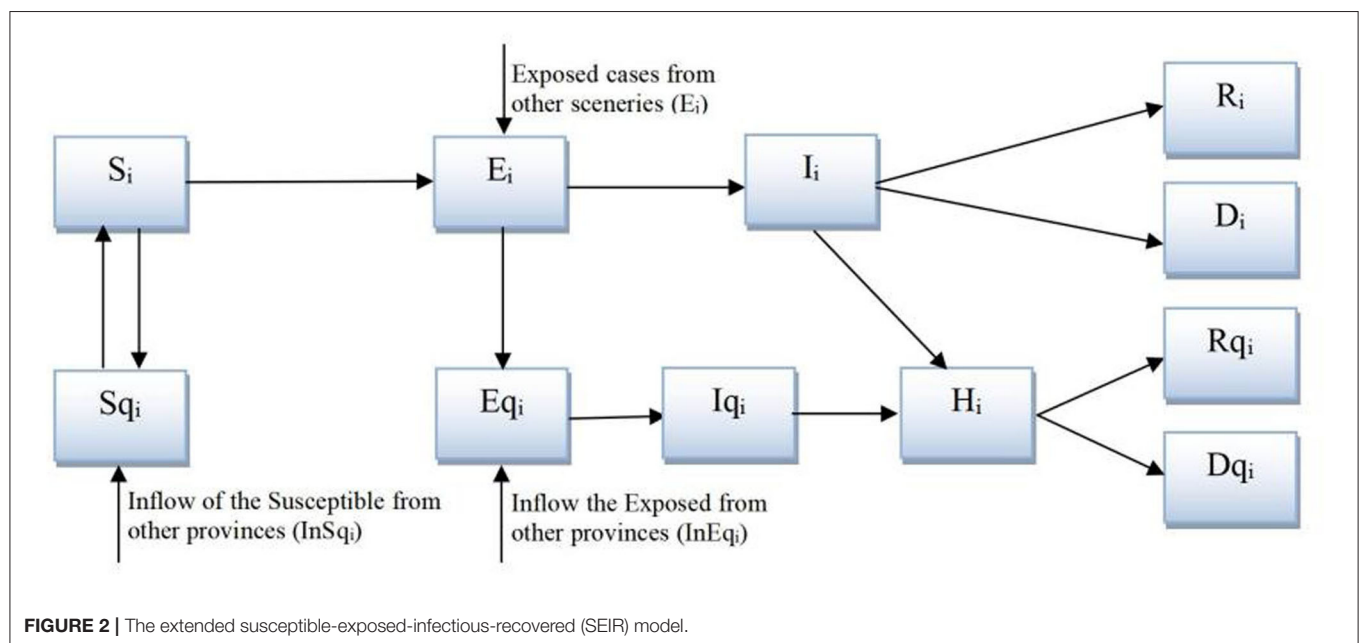 Exposed cases from
other sceneries (Eᵢ)
Rᵢ
Sᵢ
Eᵢ
Iᵢ
Dᵢ
Rqᵢ
Sqᵢ
Eqᵢ
Iqᵢ
Hᵢ
Dqᵢ
Inflow of the Susceptible from
other provinces (InSqᵢ)
Inflow the Exposed from
other provinces (InEqᵢ)
FIGURE 2 | The extended susceptible-exposed-infectious-recovered (SEIR) model.